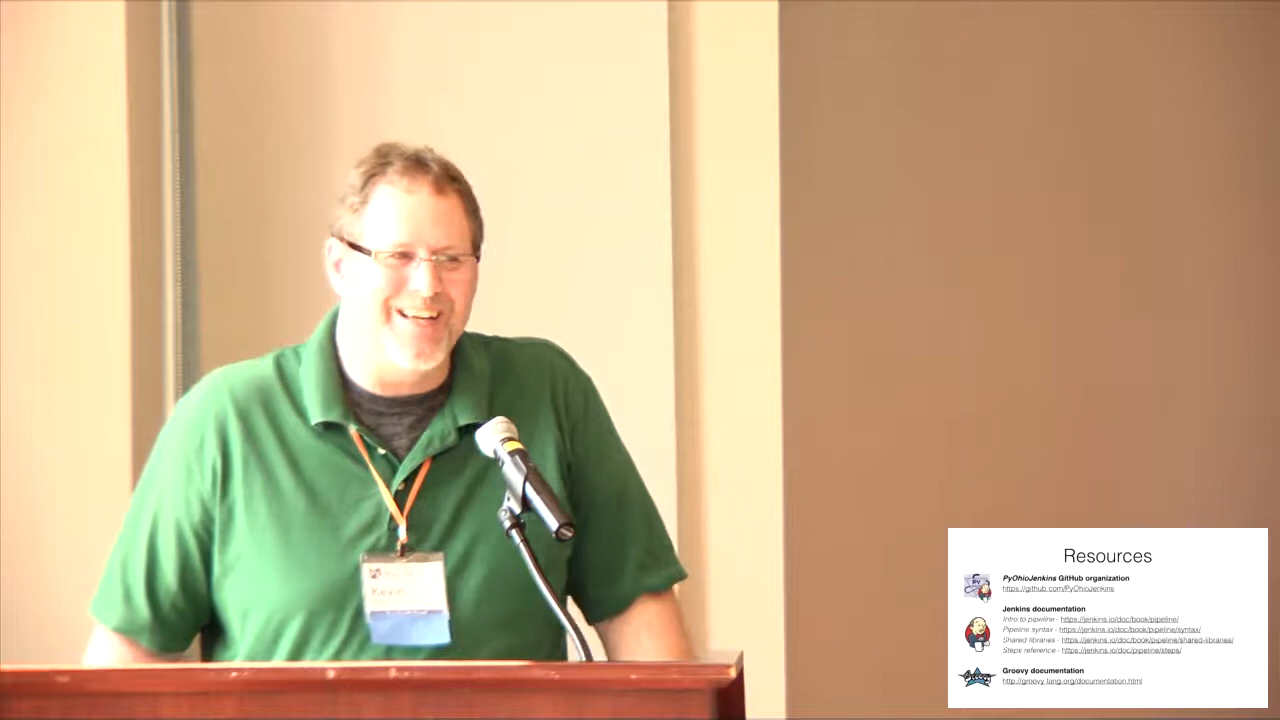 Kevin
Resources
PyOhioJenkins GitHub organization
https://github.com/PyOhioJenkins
Jenkins documentation
Intro to pipeline - https://jenkins.io/doc/book/pipeline/
Pipeline syntax - https://jenkins.io/doc/book/pipeline/syntax/
Shared libraries - https://jenkins.io/doc/book/pipeline/shared-libraries/
Steps reference - https://jenkins.io/doc/pipeline/steps/
Groovy documentation
http://groovy-lang.org/documentation.html